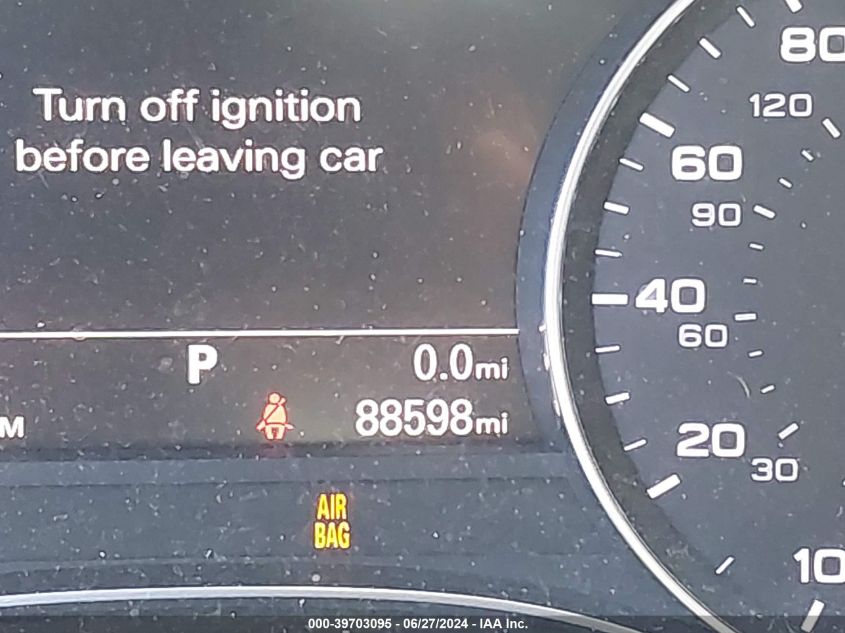 Turn off ignition
before leaving car
P
0.0mi
M
88598mi
AIR
BAG
80
120
60
90
40
60
20
30
10
000-39703095 - 06/27/2024 - IAA Inc.